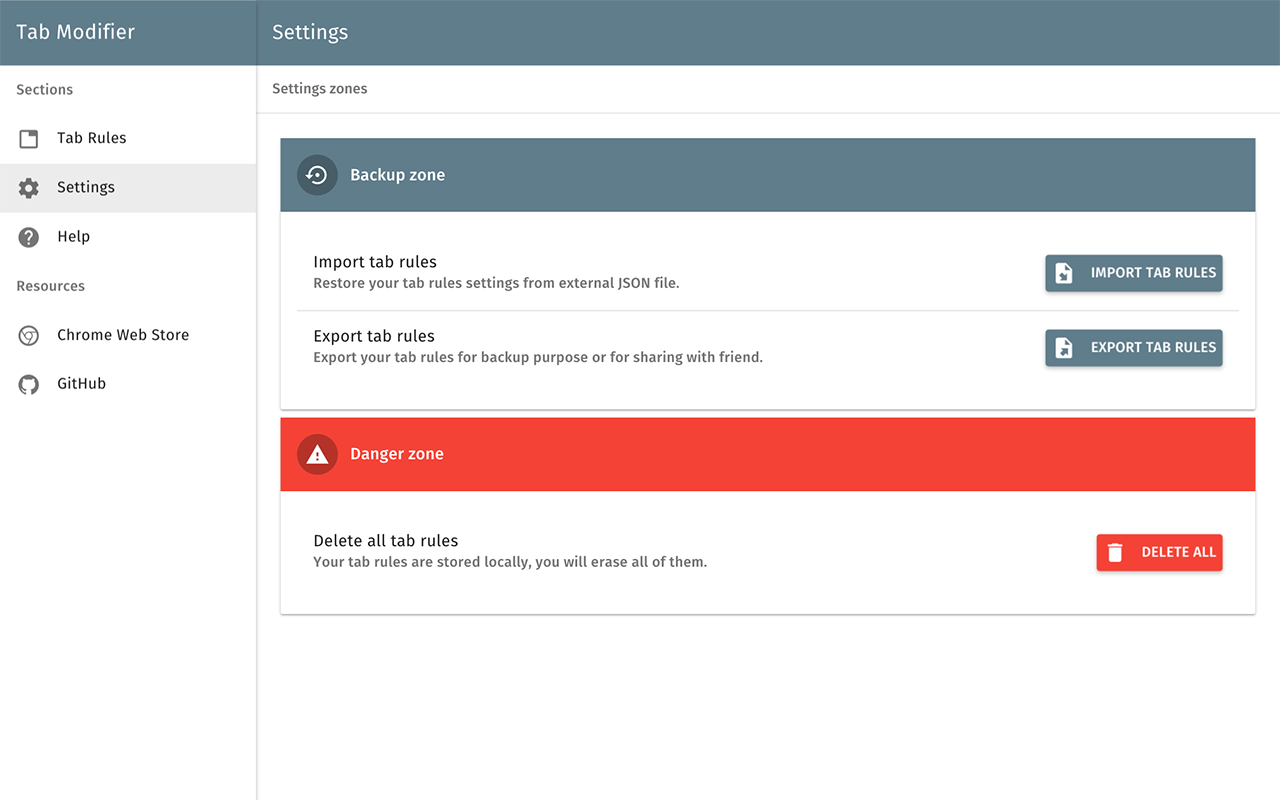 Tab Modifier
Settings
Sections
Tab Rules
Settings
Help
Resources
Chrome Web Store
GitHub
Settings zones
Backup zone
Import tab rules
Restore your tab rules settings from external JSON file.
IMPORT TAB RULES
Export tab rules
Export your tab rules for backup purpose or for sharing with friend.
EXPORT TAB RULES
Danger zone
Delete all tab rules
Your tab rules are stored locally, you will erase all of them.
DELETE ALL